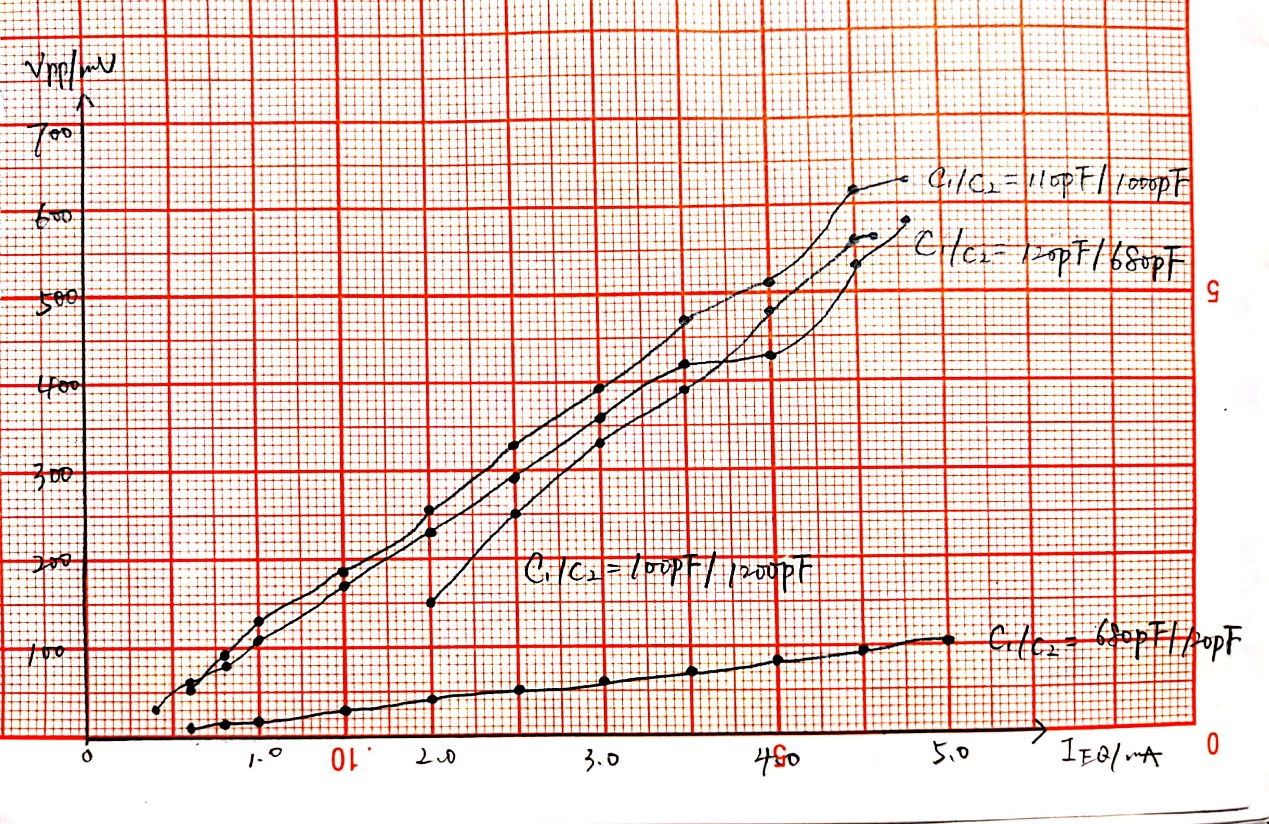 Vpp/mV
700
600
C₁/C₂=110pF/1000pF
C₁/C₂=120pF/680pF
500
5
400
300
200
C₁/C₂=100pF/1200pF
100
C₁/C₂=680pF/120pF
0
0 1.0 10 2.0 3.0 4.0 5 5.0 IEQ/mA